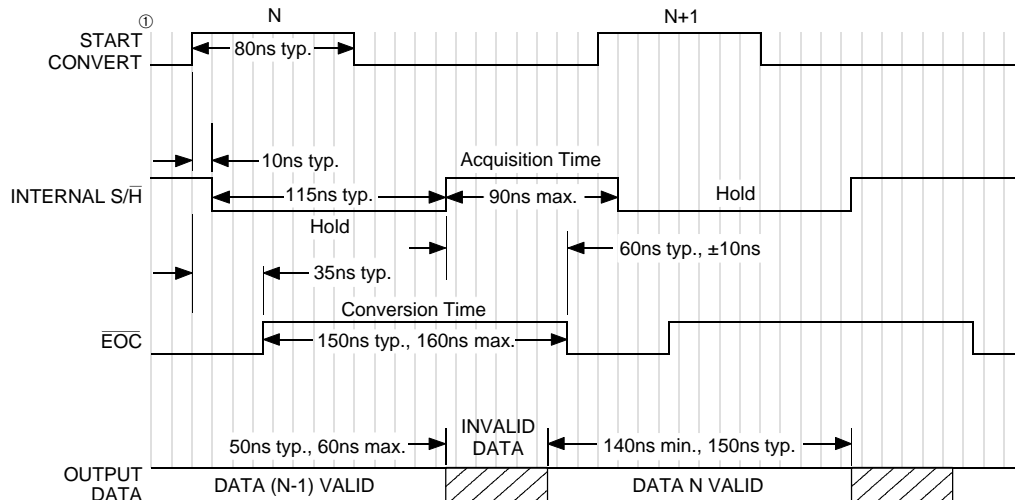 ①
N
N+1
START
CONVERT
80ns typ.
10ns typ.
Acquisition Time
INTERNAL S/H̅
115ns typ.
90ns max.
Hold
Hold
60ns typ., ±10ns
35ns typ.
Conversion Time
E̅O̅C̅
150ns typ., 160ns max.
50ns typ., 60ns max.
INVALID
DATA
140ns min., 150ns typ.
OUTPUT
DATA
DATA (N-1) VALID
DATA N VALID